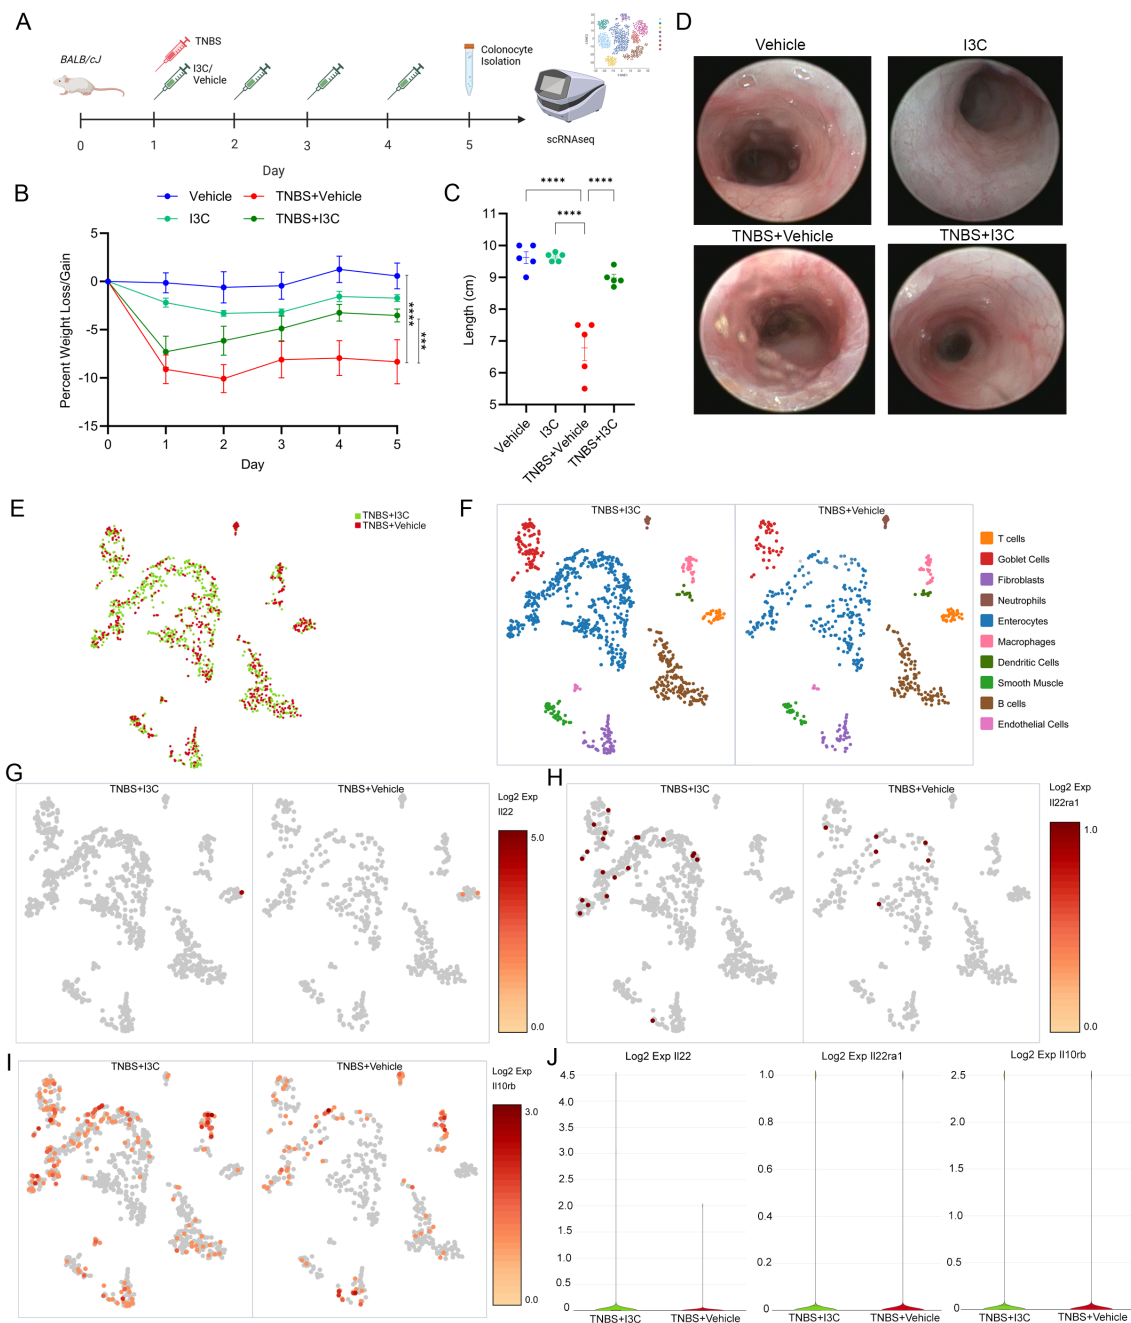 A
BALB/cJ
TNBS
I3C/
Vehicle
Colonocyte
Isolation
scRNAseq
0 1 2 3 4 5
Day
B
Vehicle
TNBS+Vehicle
I3C
TNBS+I3C
Percent Weight Loss/Gain
5
0
-5
-10
-15
0 1 2 3 4 5
Day
****
***
C
**** ****
****
Length (cm)
11
10
9
8
7
6
5
Vehicle
I3C
TNBS+Vehicle
TNBS+I3C
D
Vehicle
I3C
TNBS+Vehicle
TNBS+I3C
E
TNBS+I3C
TNBS+Vehicle
F
TNBS+I3C
TNBS+Vehicle
T cells
Goblet Cells
Fibroblasts
Neutrophils
Enterocytes
Macrophages
Dendritic Cells
Smooth Muscle
B cells
Endothelial Cells
G
TNBS+I3C
TNBS+Vehicle
Log2 Exp
Il22
5.0
0.0
H
TNBS+I3C
TNBS+Vehicle
Log2 Exp
Il22ra1
1.0
0.0
I
TNBS+I3C
TNBS+Vehicle
Log2 Exp
Il10rb
3.0
0.0
J
Log2 Exp Il22
4.5
4.0
3.5
3.0
2.5
2.0
1.5
1.0
0.5
0
TNBS+I3C TNBS+Vehicle
Log2 Exp Il22ra1
1.0
0.8
0.6
0.4
0.2
0
TNBS+I3C TNBS+Vehicle
Log2 Exp Il10rb
2.5
2.0
1.5
1.0
0.5
0
TNBS+I3C TNBS+Vehicle